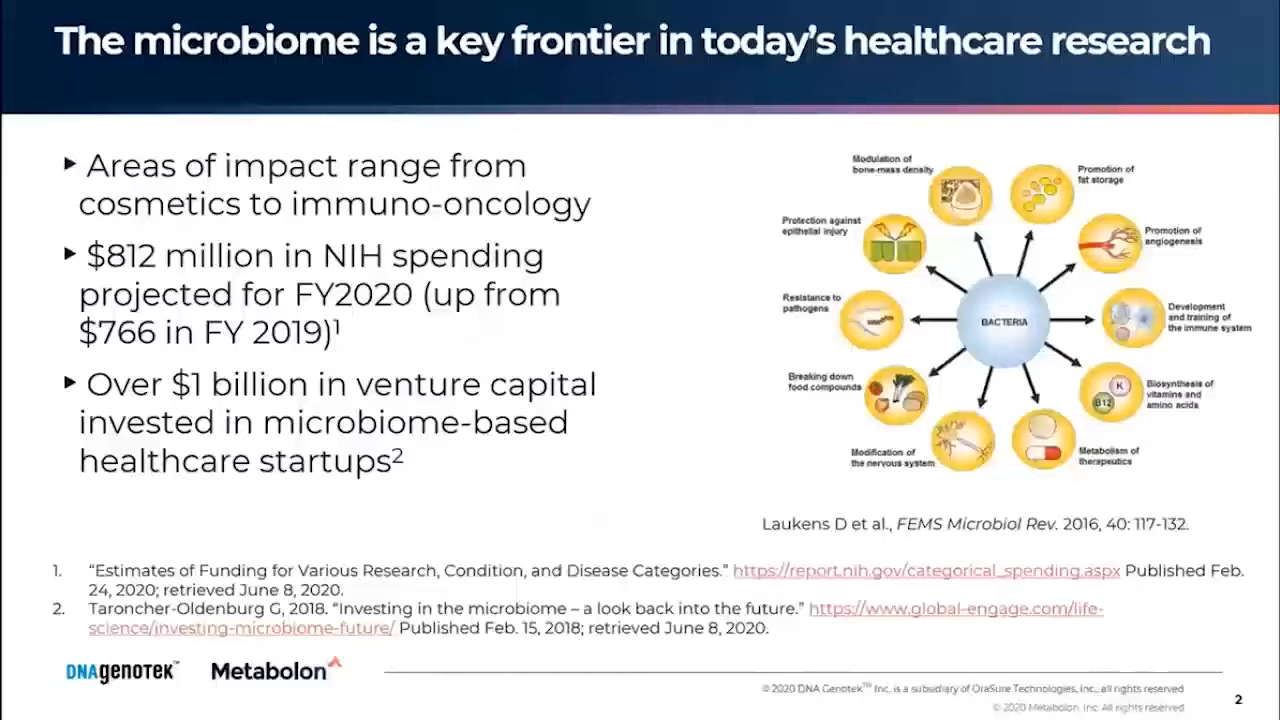 The microbiome is a key frontier in today's healthcare research
‣ Areas of impact range from
cosmetics to immuno-oncology
‣ $812 million in NIH spending
projected for FY2020 (up from
$766 in FY 2019)¹
‣ Over $1 billion in venture capital
invested in microbiome-based
healthcare startups²
Modulation of
bone-mass density
Promotion of
fat storage
Protection against
epithelial injury
Promotion of
angiogenesis
Resistance to
pathogens
BACTERIA
Development
and training of
the immune system
Breaking down
food compounds
K
B12
Biosynthesis of
vitamins and
amino acids
Modification of
the nervous system
Metabolism of
therapeutics
Laukens D et al., FEMS Microbiol Rev. 2016, 40: 117-132.
1. “Estimates of Funding for Various Research, Condition, and Disease Categories.” https://report.nih.gov/categorical_spending.aspx Published Feb.
24, 2020; retrieved June 8, 2020.
2. Taroncher-Oldenburg G, 2018. “Investing in the microbiome – a look back into the future.” https://www.global-engage.com/life-
science/investing-microbiome-future/ Published Feb. 15, 2018; retrieved June 8, 2020.
DNAgenotek™ Metabolon
© 2020 DNA Genotek™ Inc. is a subsidiary of OraSure Technologies, Inc., all rights reserved
© 2020 Metabolon, Inc. All rights reserved
2